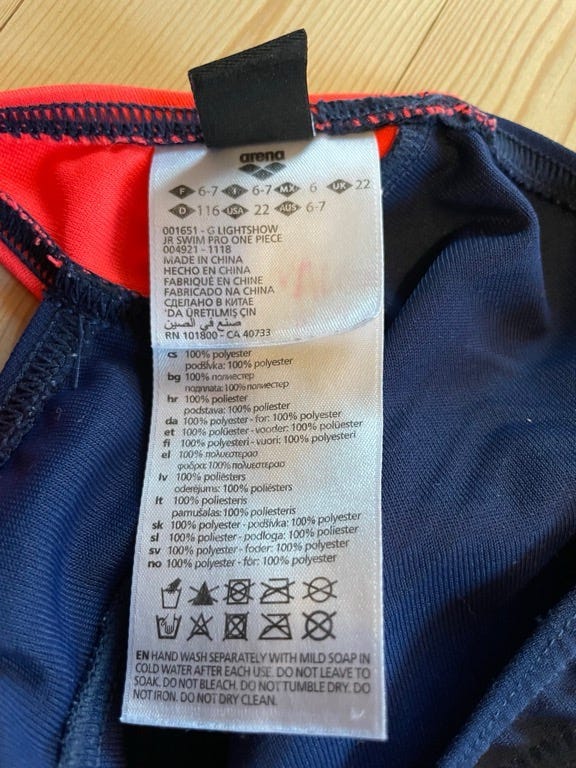 arena
F 6-7 I 6-7 MX 6 UK 22
D 116 USA 22 AUS 6-7
001651 - G LIGHTSHOW
JR SWIM PRO ONE PIECE
004921 - 1118
MADE IN CHINA
HECHO EN CHINA
FABRIQUÉ EN CHINE
FABRICADO NA CHINA
СДЕЛАНО В КИТАЕ
'DA ÜRETILMIŞ ÇIN
صنع في الصين
RN 101800 - CA 40733
cs 100% polyester
podšívka: 100% polyester
bg 100% полиестер
подплата: 100% полиестер
hr 100% poliester
podstava: 100% poliester
da 100% polyester - for: 100% polyester
et 100% polüester - vooder: 100% polüester
fi 100% polyesteri - vuori: 100% polyesteri
el 100% πολυεστερας
φοδρα: 100% πολυεστερας
lv 100% poliésters
oderējums: 100% poliésters
lt 100% poliesteris
pamušalas: 100% poliesteris
sk 100% polyester - podšívka: 100% polyester
sl 100% poliester - podloga: 100% poliester
sv 100% polyester - foder: 100% polyester
no 100% polyester - fôr: 100% polyester
EN HAND WASH SEPARATELY WITH MILD SOAP IN
COLD WATER AFTER EACH USE. DO NOT LEAVE TO
SOAK. DO NOT BLEACH. DO NOT TUMBLE DRY. DO
NOT IRON. DO NOT DRY CLEAN.